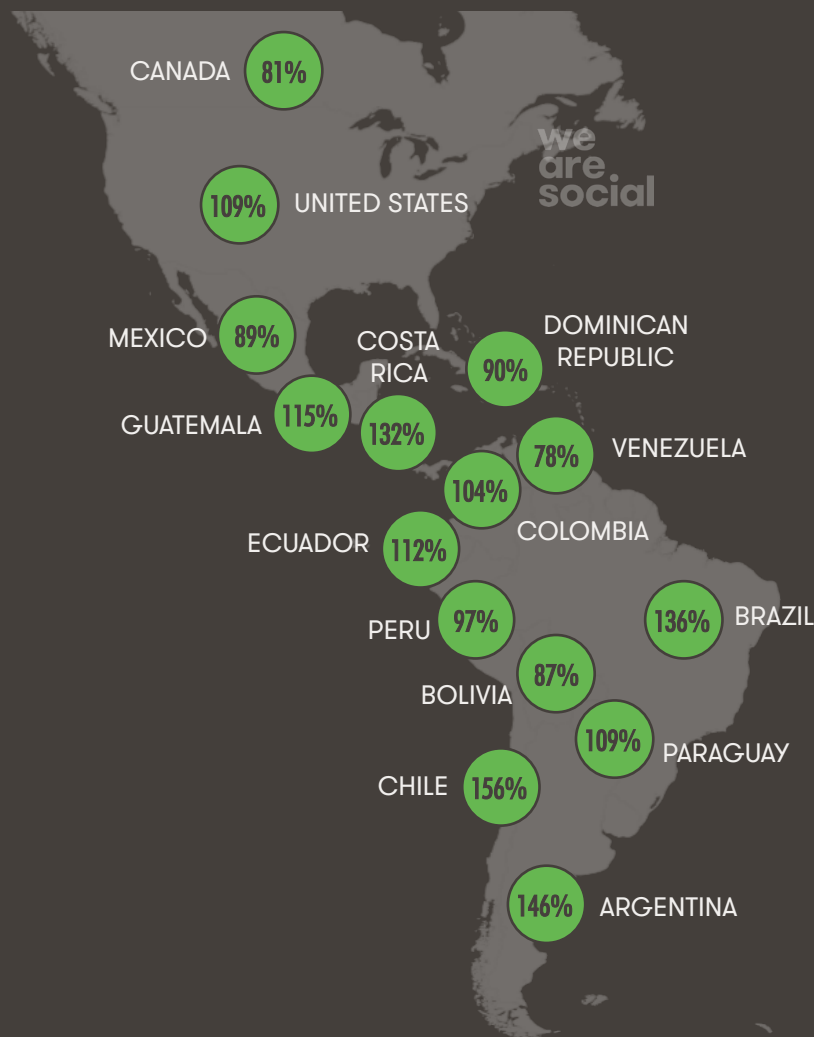 CANADA 81%
we
are
social
109% UNITED STATES
MEXICO 89%
COSTA
RICA
DOMINICAN
REPUBLIC
90%
GUATEMALA 115%
132%
78% VENEZUELA
104%
COLOMBIA
ECUADOR 112%
PERU 97%
136% BRAZIL
87%
BOLIVIA
109% PARAGUAY
CHILE 156%
146% ARGENTINA